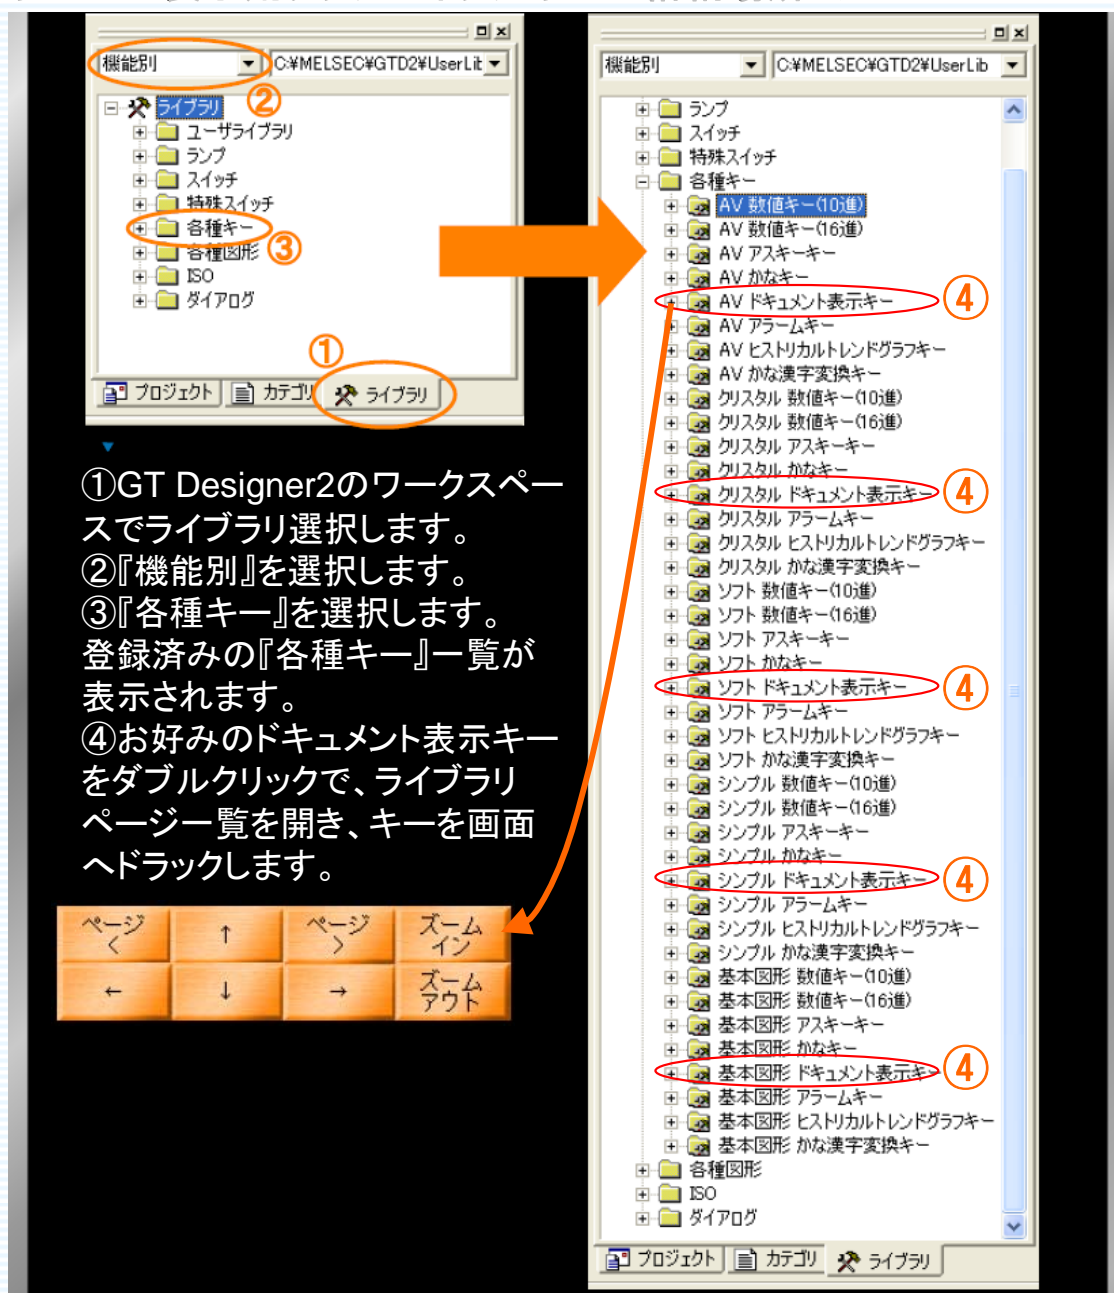 機能別
C:¥MELSEC¥GTD2¥UserLit
②
ライブラリ
ユーザライブラリ
ランプ
スイッチ
特殊スイッチ
各種キー
③
各種図形
ISO
ダイアログ
①
プロジェクト
カテゴリ
ライブラリ
①GT Designer2のワークスペー
スでライブラリ選択します。
②『機能別』を選択します。
③『各種キー』を選択します。
登録済みの『各種キー』一覧が
表示されます。
④お好みのドキュメント表示キー
をダブルクリックで、ライブラリ
ページ一覧を開き、キーを画面
へドラックします。
ページ
<
↑
ページ
>
ズーム
イン
←
↓
→
ズーム
アウト
機能別
C:¥MELSEC¥GTD2¥UserLib
ランプ
スイッチ
特殊スイッチ
各種キー
AV 数値キー(10進)
AV 数値キー(16進)
AV アスキーキー
AV かなキー
AV ドキュメント表示キー
④
AV アラームキー
AV ヒストリカルトレンドグラフキー
AV かな漢字変換キー
クリスタル 数値キー(10進)
クリスタル 数値キー(16進)
クリスタル アスキーキー
クリスタル かなキー
クリスタル ドキュメント表示キー
④
クリスタル アラームキー
クリスタル ヒストリカルトレンドグラフキー
クリスタル かな漢字変換キー
ソフト 数値キー(10進)
ソフト 数値キー(16進)
ソフト アスキーキー
ソフト かなキー
ソフト ドキュメント表示キー
④
ソフト アラームキー
ソフト ヒストリカルトレンドグラフキー
ソフト かな漢字変換キー
シンプル 数値キー(10進)
シンプル 数値キー(16進)
シンプル アスキーキー
シンプル かなキー
シンプル ドキュメント表示キー
④
シンプル アラームキー
シンプル ヒストリカルトレンドグラフキー
シンプル かな漢字変換キー
基本図形 数値キー(10進)
基本図形 数値キー(16進)
基本図形 アスキーキー
基本図形 かなキー
基本図形 ドキュメント表示キー
④
基本図形 アラームキー
基本図形 ヒストリカルトレンドグラフキー
基本図形 かな漢字変換キー
各種図形
ISO
ダイアログ
プロジェクト
カテゴリ
ライブラリ